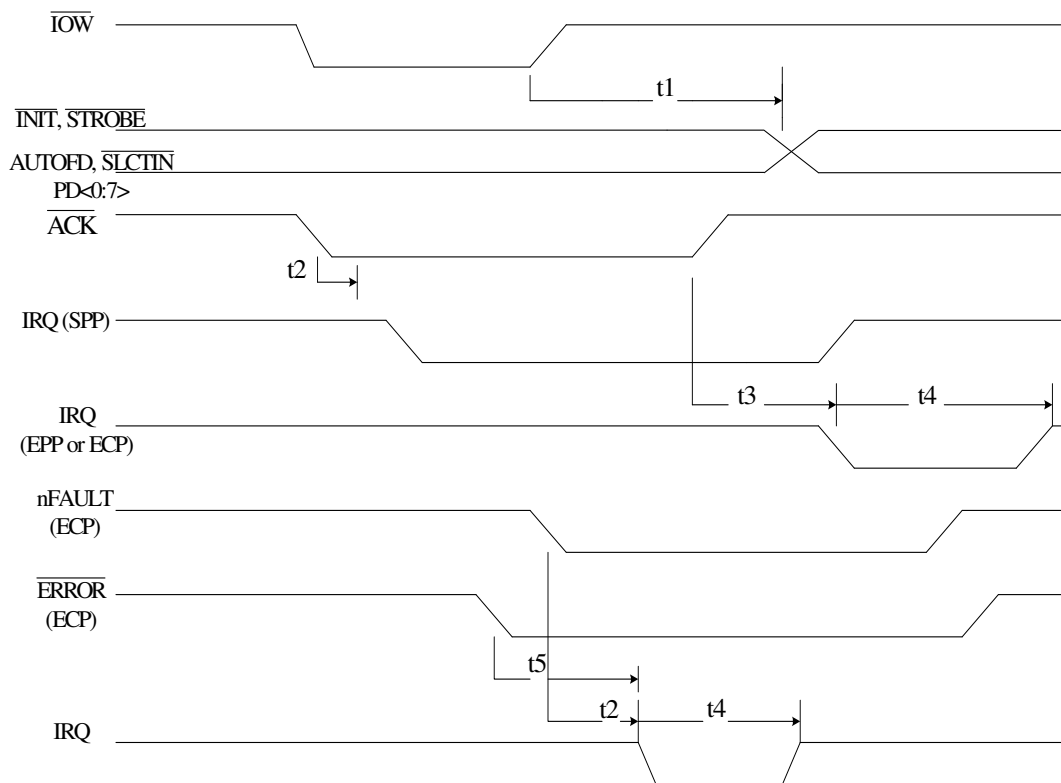 IOW
t1
INIT, STROBE
AUTOFD, SLCTIN
PD<0:7>
ACK
t2
IRQ (SPP)
t3
t4
IRQ
(EPP or ECP)
nFAULT
(ECP)
ERROR
(ECP)
t5
t2
t4
IRQ